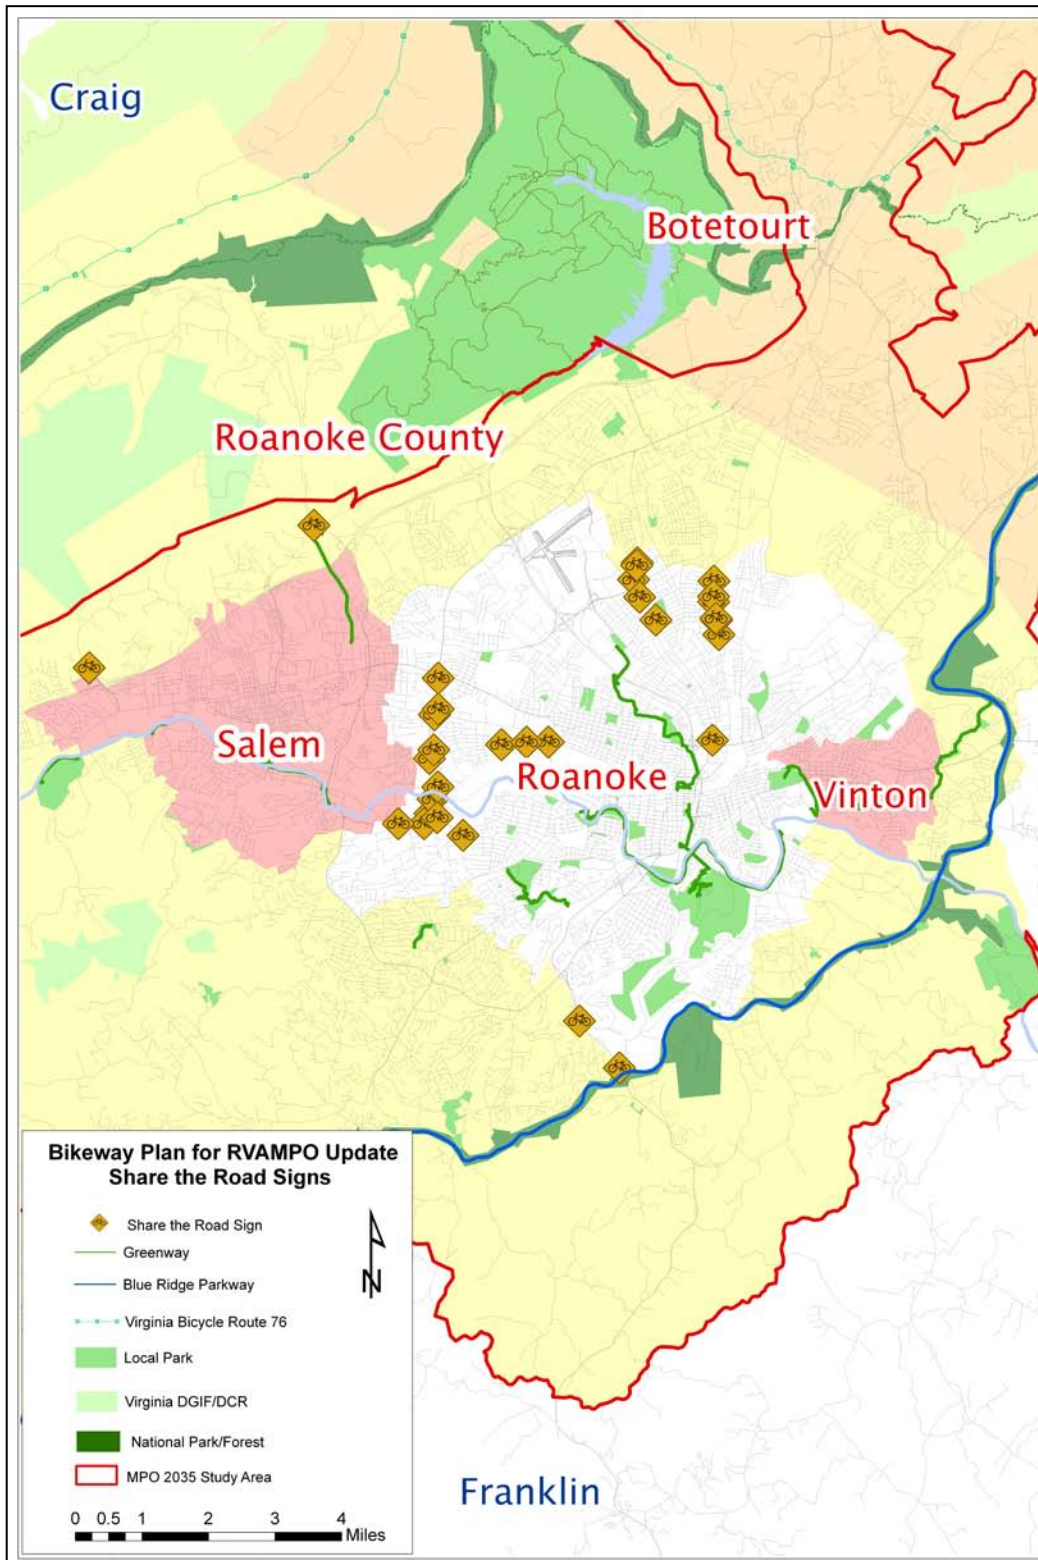 Craig
Botetourt
Roanoke County
Salem
Roanoke
Vinton
Bikeway Plan for RVAMPO Update
Share the Road Signs
Share the Road Sign
Greenway
Blue Ridge Parkway
Virginia Bicycle Route 76
Local Park
Virginia DGIF/DCR
National Park/Forest
MPO 2035 Study Area
N
0 0.5 1 2 3 4
Miles
Franklin